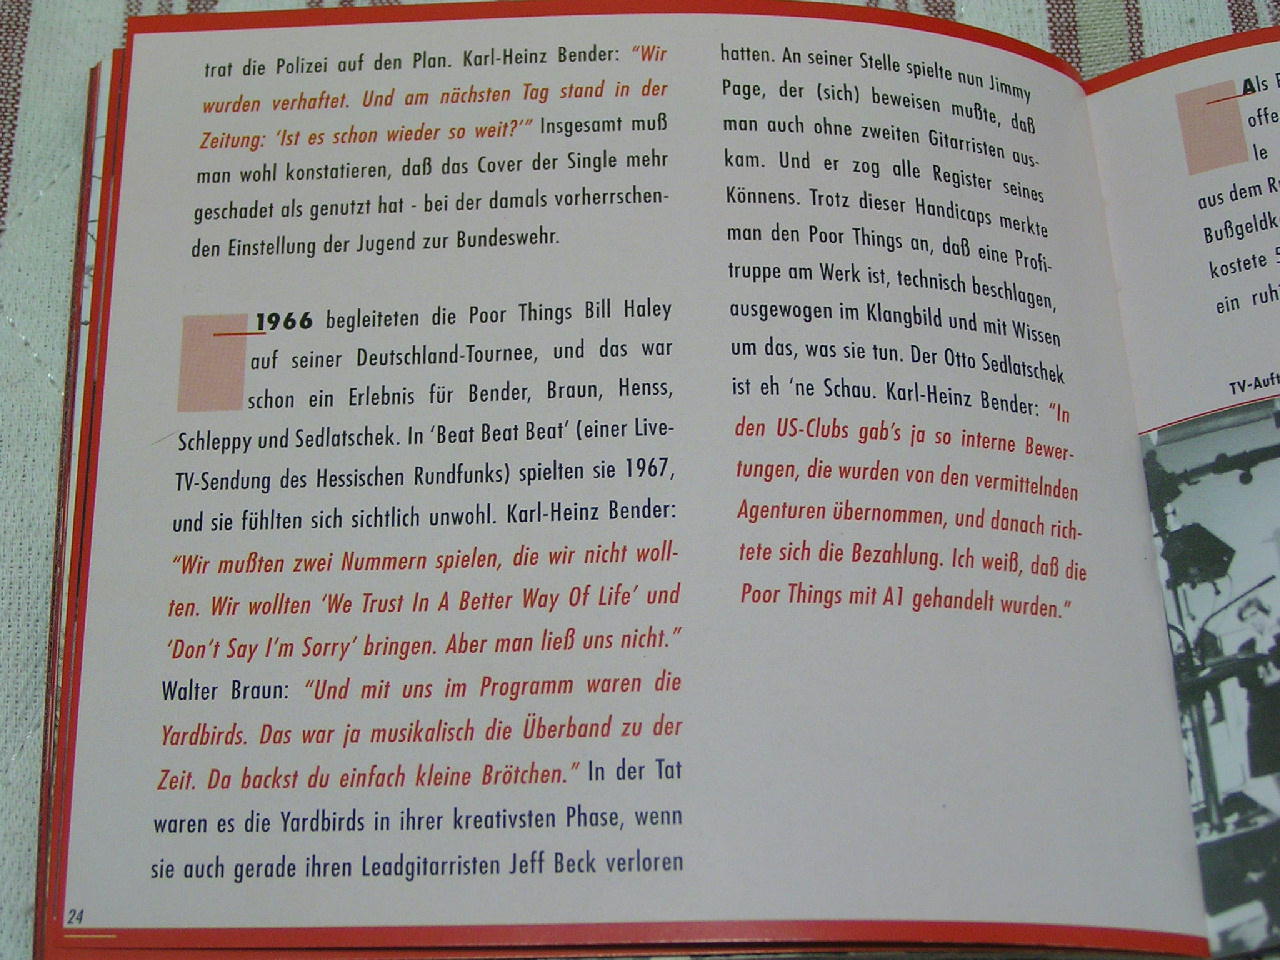 trat die Polizei auf den Plan. Karl-Heinz Bender: "Wir
wurden verhaftet. Und am nächsten Tag stand in der
Zeitung: 'Ist es schon wieder so weit?'" Insgesamt muß
man wohl konstatieren, daß das Cover der Single mehr
geschadet als genutzt hat - bei der damals vorherrschen-
den Einstellung der Jugend zur Bundeswehr.
1966 begleiteten die Poor Things Bill Haley
auf seiner Deutschland-Tournee, und das war
schon ein Erlebnis für Bender, Braun, Henss,
Schleppy und Sedlatschek. In 'Beat Beat Beat' (einer Live-
TV-Sendung des Hessischen Rundfunks) spielten sie 1967,
und sie fühlten sich sichtlich unwohl. Karl-Heinz Bender:
"Wir mußten zwei Nummern spielen, die wir nicht woll-
ten. Wir wollten 'We Trust In A Better Way Of Life' und
'Don't Say I'm Sorry' bringen. Aber man ließ uns nicht."
Walter Braun: "Und mit uns im Programm waren die
Yardbirds. Das war ja musikalisch die Überband zu der
Zeit. Da backst du einfach kleine Brötchen." In der Tat
waren es die Yardbirds in ihrer kreativsten Phase, wenn
sie auch gerade ihren Leadgitarristen Jeff Beck verloren
24
hatten. An seiner Stelle spielte nun Jimmy
Page, der (sich) beweisen mußte, daß
man auch ohne zweiten Gitarristen aus-
kam. Und er zog alle Register seines
Könnens. Trotz dieser Handicaps merkte
man den Poor Things an, daß eine Profi-
truppe am Werk ist, technisch beschlagen,
ausgewogen im Klangbild und mit Wissen
um das, was sie tun. Der Otto Sedlatschek
ist eh 'ne Schau. Karl-Heinz Bender: "In
den US-Clubs gab's ja so interne Bewer-
tungen, die wurden von den vermittelnden
Agenturen übernommen, und danach rich-
tete sich die Bezahlung. Ich weiß, daß die
Poor Things mit A1 gehandelt wurden."
Als
offe
le
aus dem
Bußgeldk
kostete
ein ruh
TV-Auft